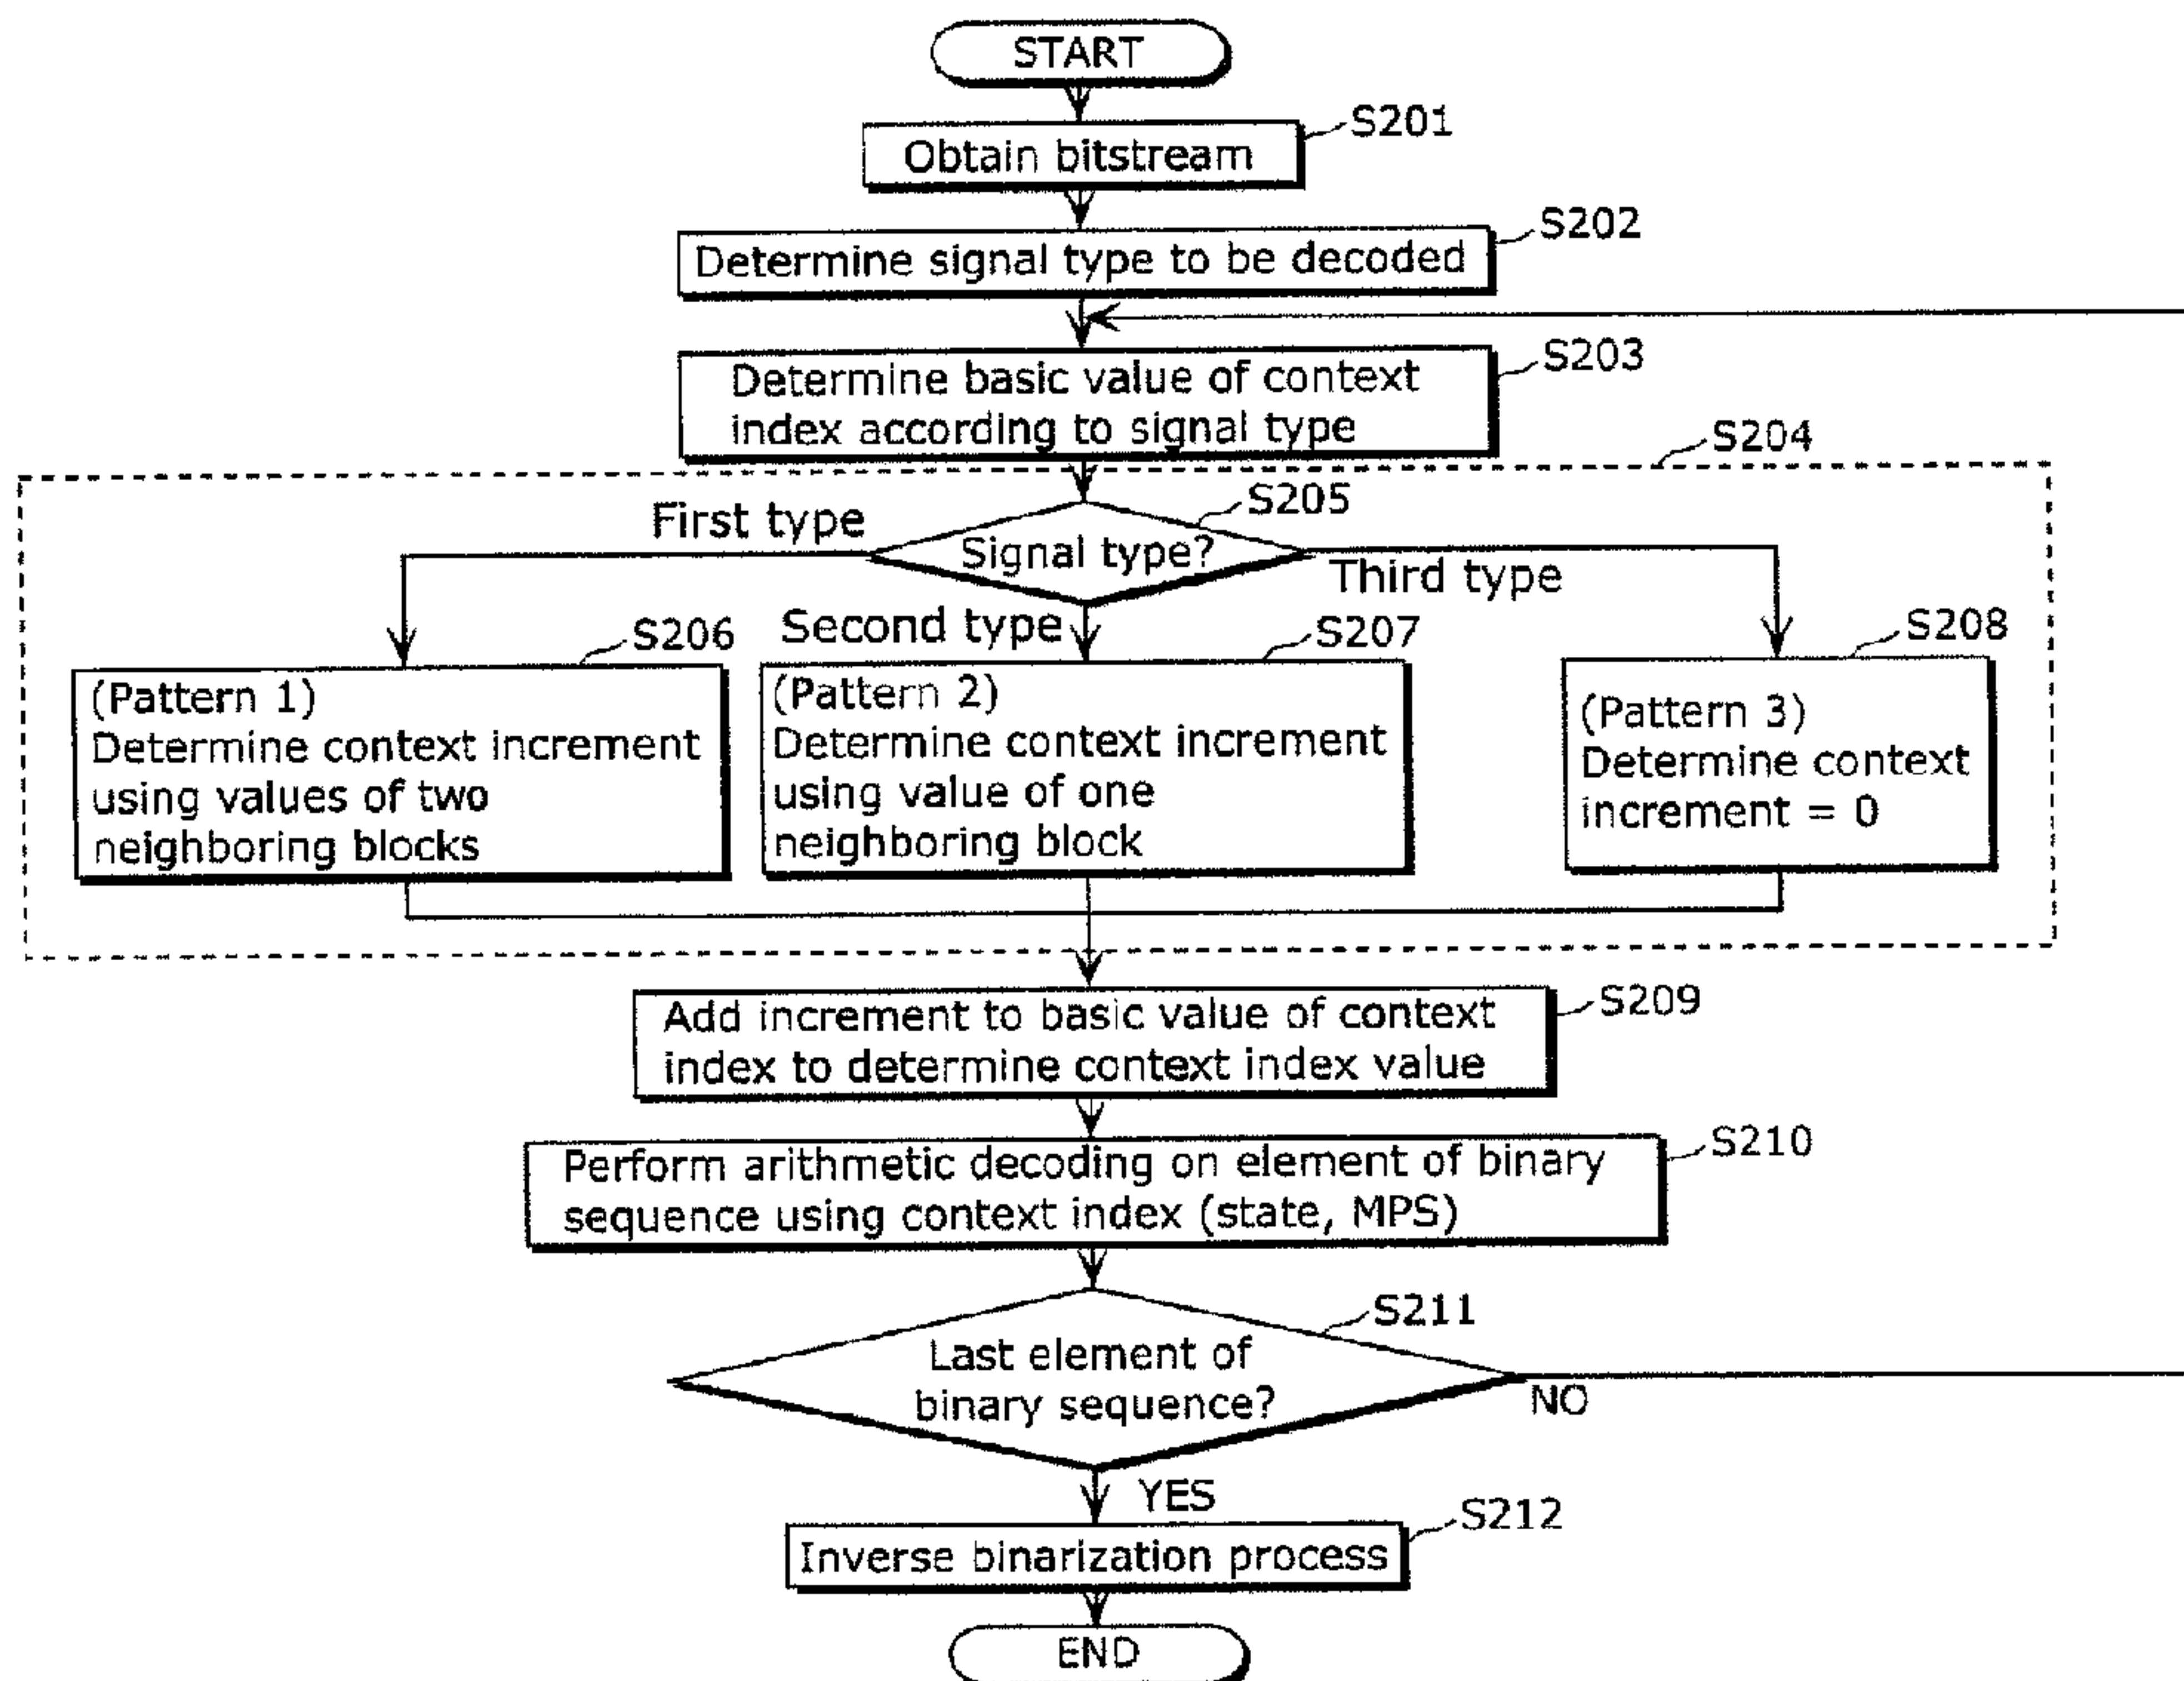 START
S201
Obtain bitstream
S202
Determine signal type to be decoded
S203
Determine basic value of context
index according to signal type
S204
S205
First type
Signal type?
Third type
Second type
S206
(Pattern 1)
Determine context increment
using values of two
neighboring blocks
S207
(Pattern 2)
Determine context increment
using value of one
neighboring block
S208
(Pattern 3)
Determine context
increment = 0
S209
Add increment to basic value of context
index to determine context index value
S210
Perform arithmetic decoding on element of binary
sequence using context index (state, MPS)
S211
Last element of
binary sequence?
NO
YES
S212
Inverse binarization process
END